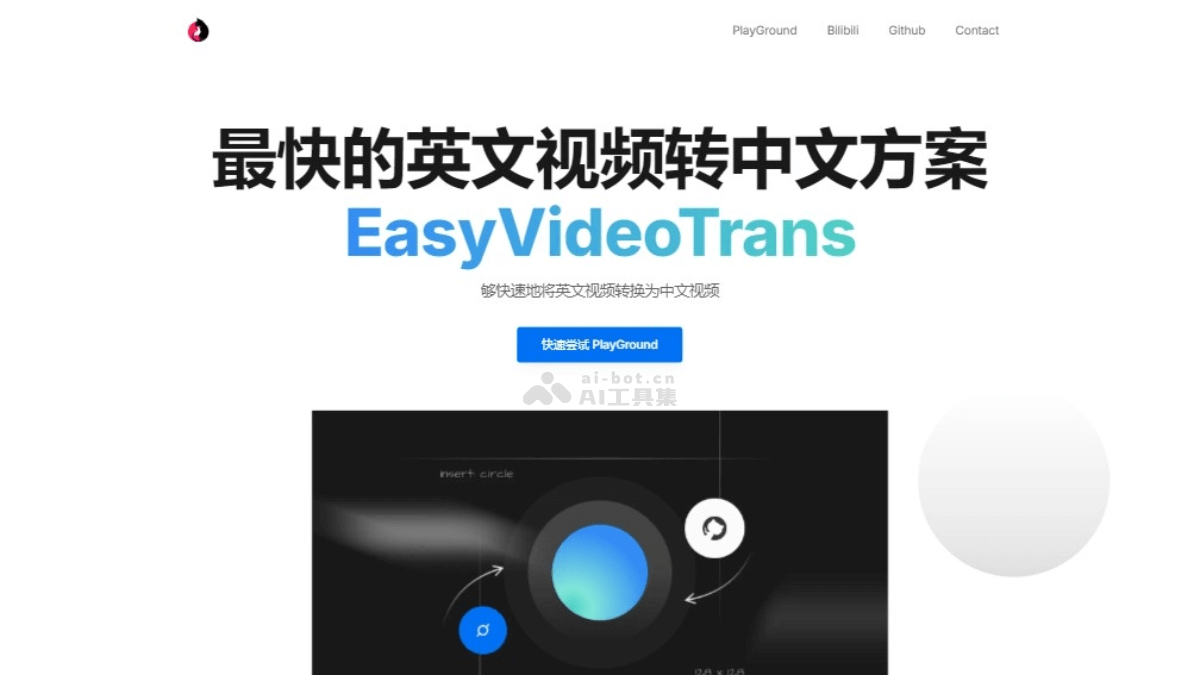 PlayGround Bilibili Github Contact
最快的英文视频转中文方案
EasyVideoTrans
够快速地将英文视频转换为中文视频
快速尝试 PlayGround
ai-bot.cn
AI工具集
insert circle
128 x 128